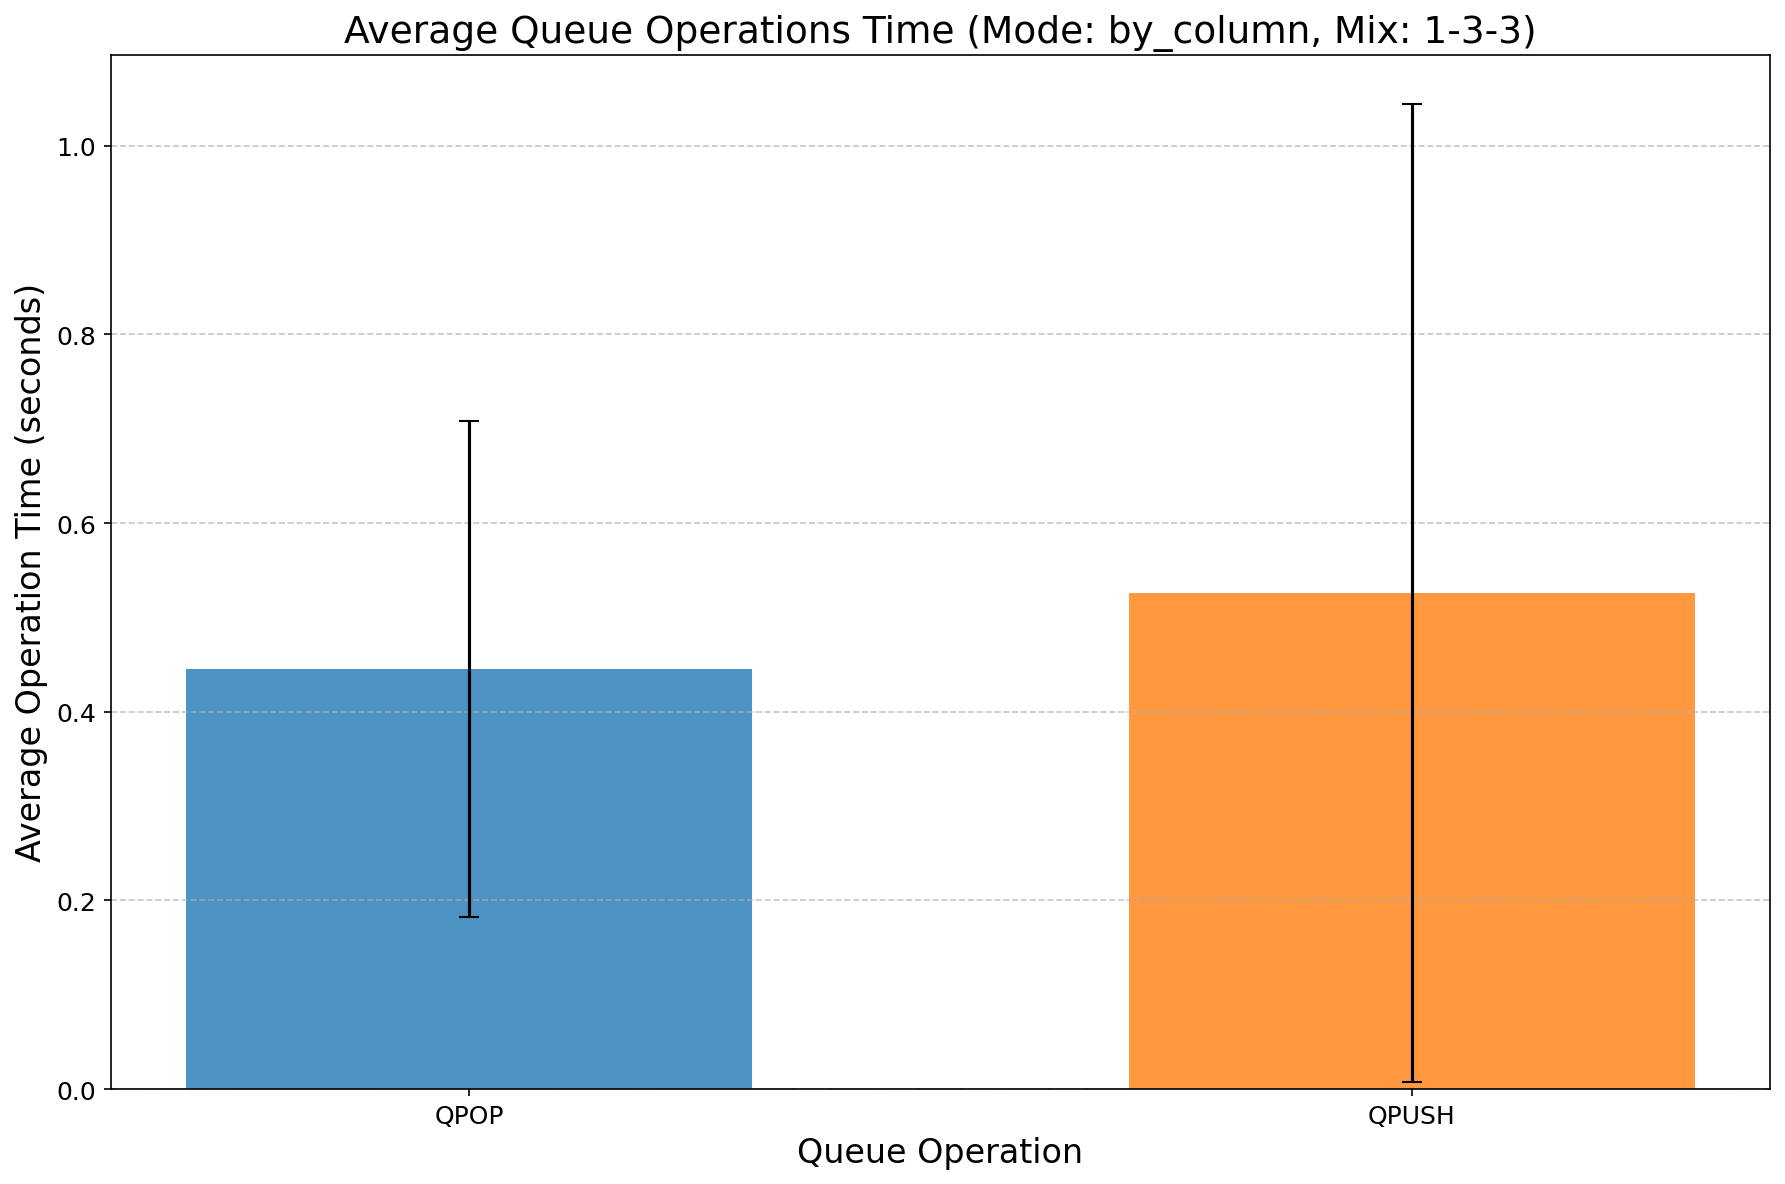 Average Queue Operations Time (Mode: by_column, Mix: 1-3-3)
Average Operation Time (seconds)
1.0
0.8
0.6
0.4
0.2
0.0
QPOP
QPUSH
Queue Operation